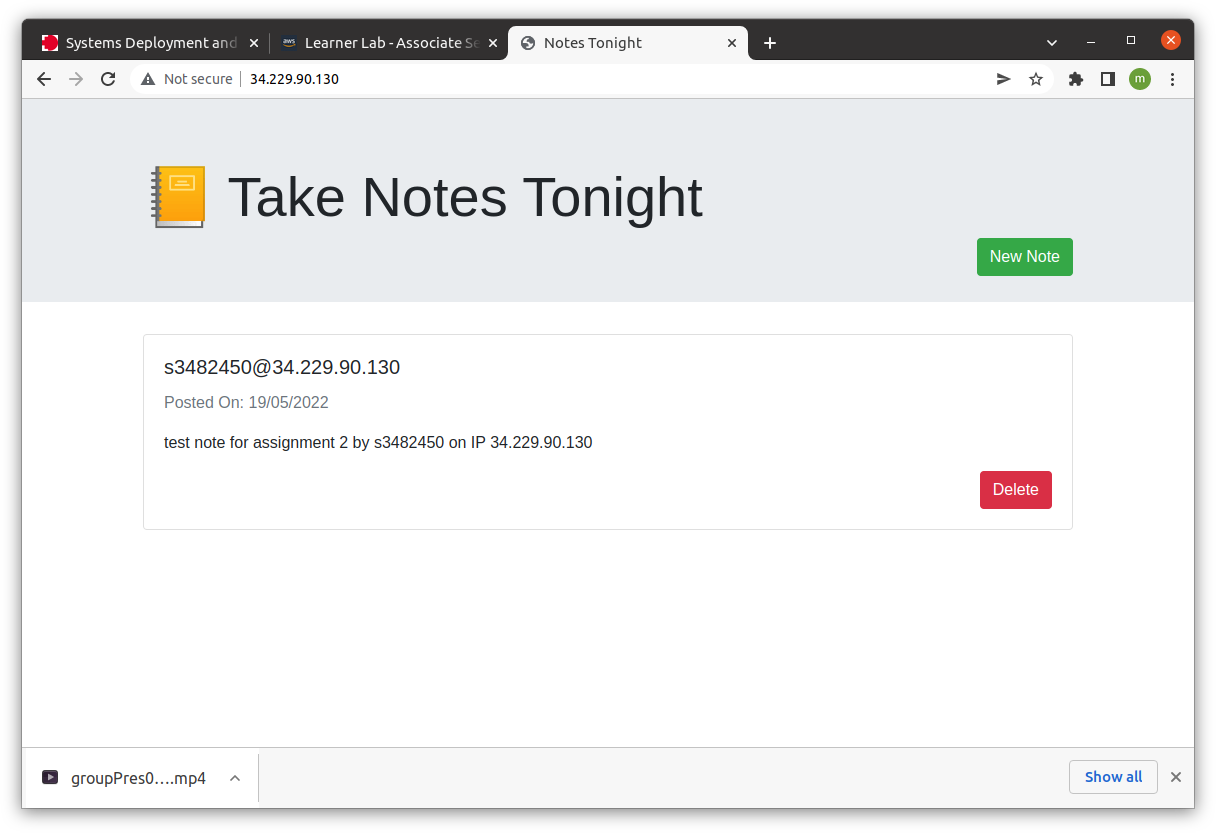 Systems Deployment and
aws Learner Lab - Associate Se
Notes Tonight
Not secure 34.229.90.130
m
Take Notes Tonight
New Note
s3482450@34.229.90.130
Posted On: 19/05/2022
test note for assignment 2 by s3482450 on IP 34.229.90.130
Delete
groupPres0....mp4
Show all